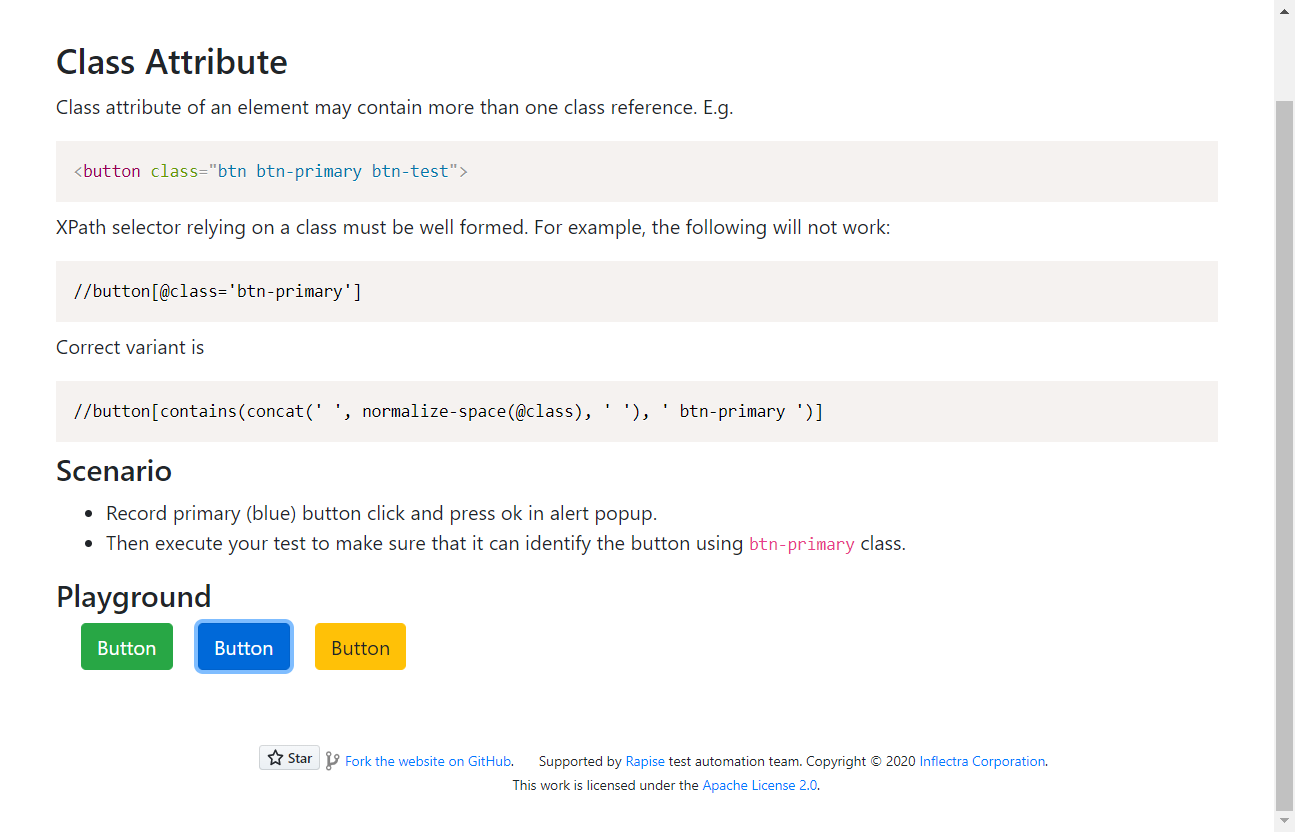 Class Attribute
Class attribute of an element may contain more than one class reference. E.g.
<button class="btn btn-primary btn-test">
XPath selector relying on a class must be well formed. For example, the following will not work:
//button[@class='btn-primary']
Correct variant is
//button[contains(concat(' ', normalize-space(@class), ' '), ' btn-primary ')]
Scenario
Record primary (blue) button click and press ok in alert popup.
Then execute your test to make sure that it can identify the button using btn-primary class.
Playground
Button Button Button
Star Fork the website on GitHub. Supported by Rapise test automation team. Copyright © 2020 Inflectra Corporation.
This work is licensed under the Apache License 2.0.